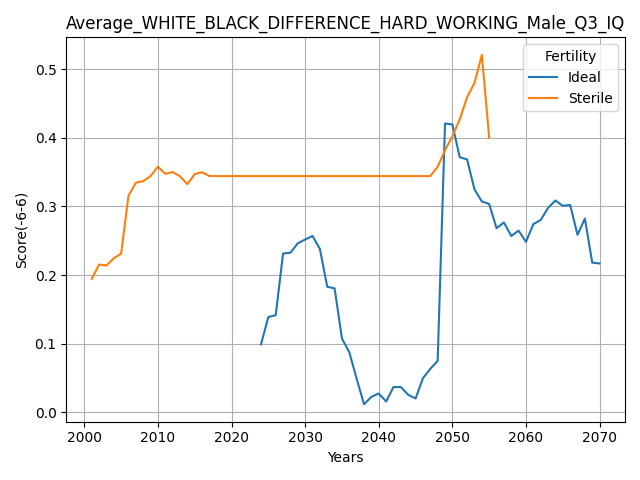 Average_WHITE_BLACK_DIFFERENCE_HARD_WORKING_Male_Q3_IQ
Fertility
Ideal
Sterile
Score(-6-6)
0.5
0.4
0.3
0.2
0.1
0.0
2000 2010 2020 2030 2040 2050 2060 2070
Years